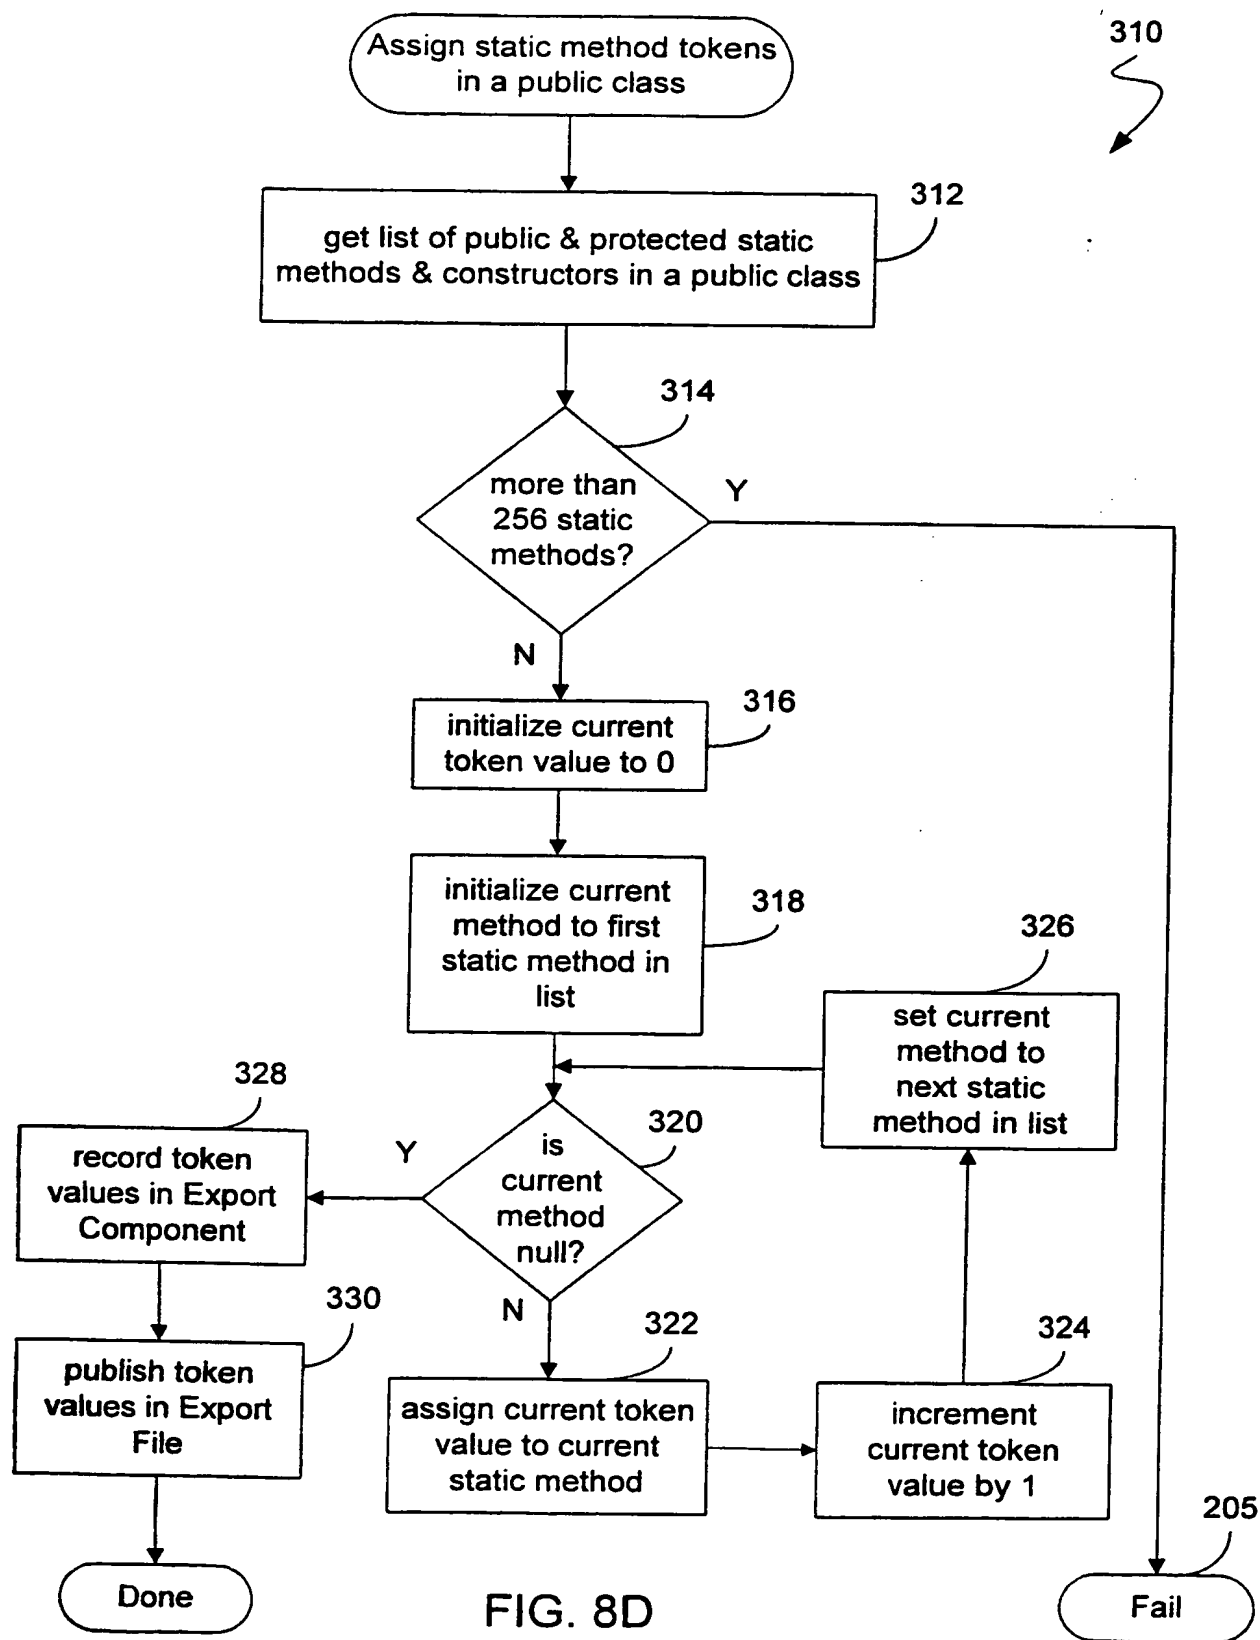 Assign static method tokens
in a public class
310
312
get list of public & protected static
methods & constructors in a public class
314
more than
256 static
methods?
Y
N
316
initialize current
token value to 0
318
initialize current
method to first
static method in
list
326
set current
method to
next static
method in list
328
record token
values in Export
Component
Y
320
is
current
method
null?
N
330
publish token
values in Export
File
322
assign current token
value to current
static method
324
increment
current token
value by 1
205
Done
Fail
FIG. 8D